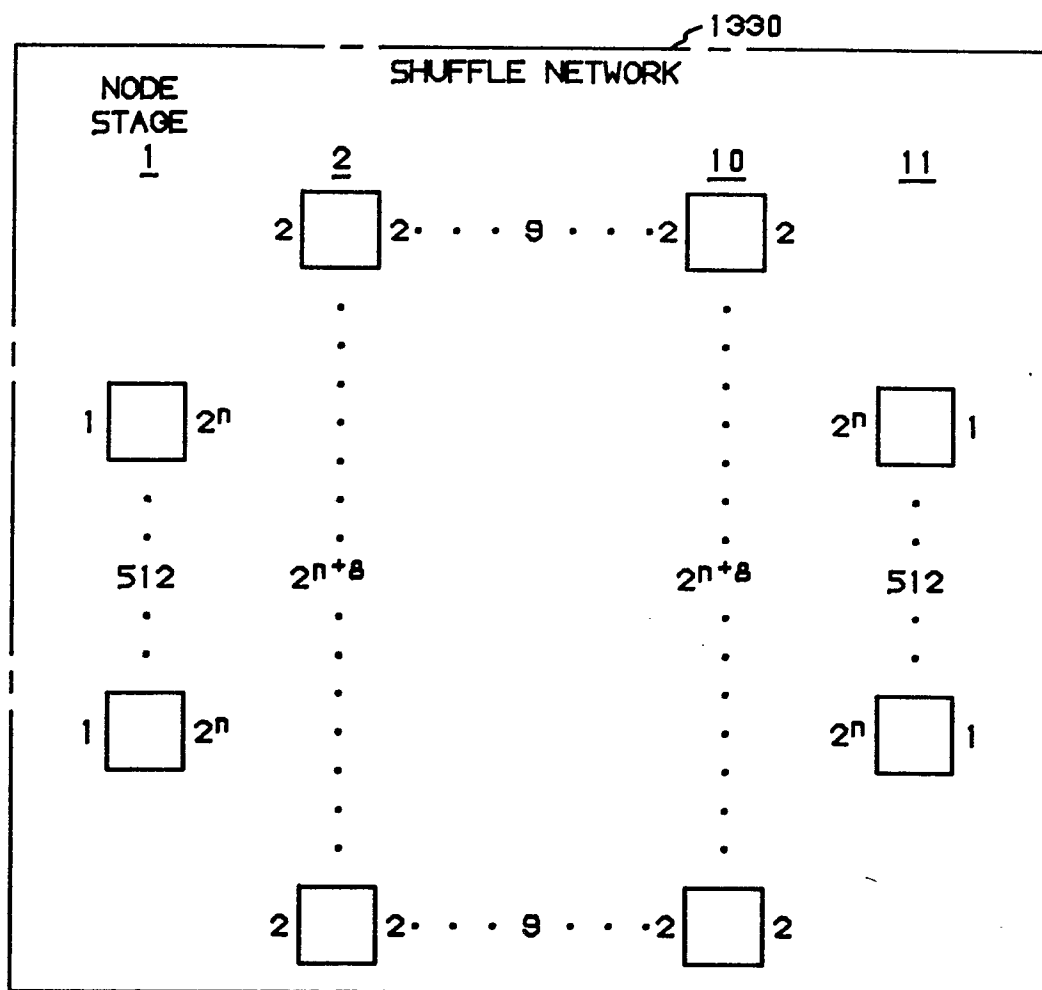 1330
SHUFFLE NETWORK
NODE
STAGE
1 2 10 11
2 2 · · · 9 · · · 2 2
1 2ⁿ 2ⁿ 1
512 2ⁿ⁺⁸ 2ⁿ⁺⁸ 512
1 2ⁿ 2ⁿ 1
2 2 · · · 9 · · · 2 2